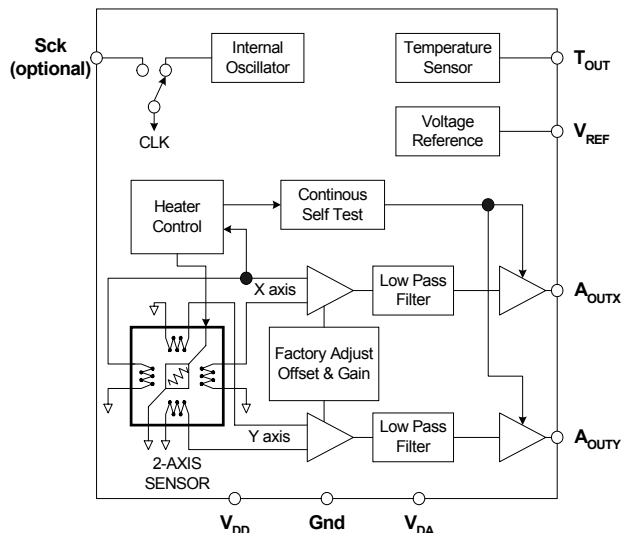 Sck
(optional)
Internal
Oscillator
Temperature
Sensor
TOUT
CLK
Voltage
Reference
VREF
Heater
Control
Continous
Self Test
X axis
Low Pass
Filter
AOUTX
Factory Adjust
Offset & Gain
Y axis
Low Pass
Filter
AOUTY
2-AXIS
SENSOR
VDD
Gnd
VDA